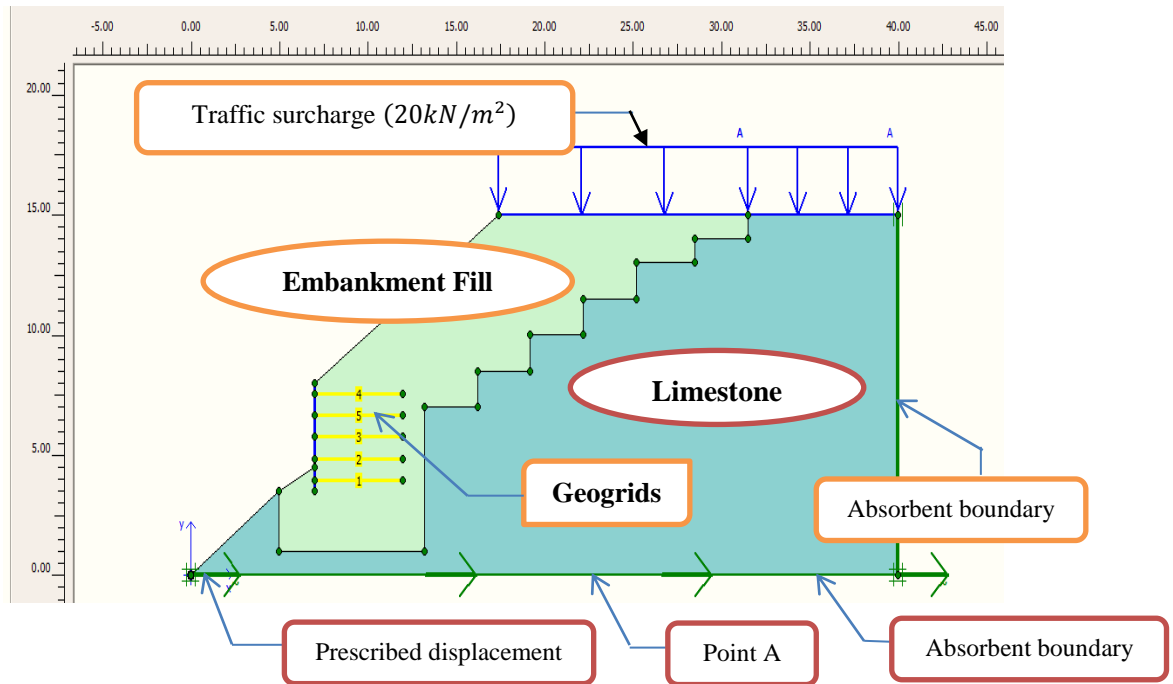 -5.00 0.00 5.00 10.00 15.00 20.00 25.00 30.00 35.00 40.00 45.00
20.00
Traffic surcharge (20kN/m²)
A A
15.00
Embankment Fill
10.00
Limestone
4
5
5.00
3
2
Geogrids
1
Absorbent boundary
y
0.00
x
Prescribed displacement
Point A
Absorbent boundary